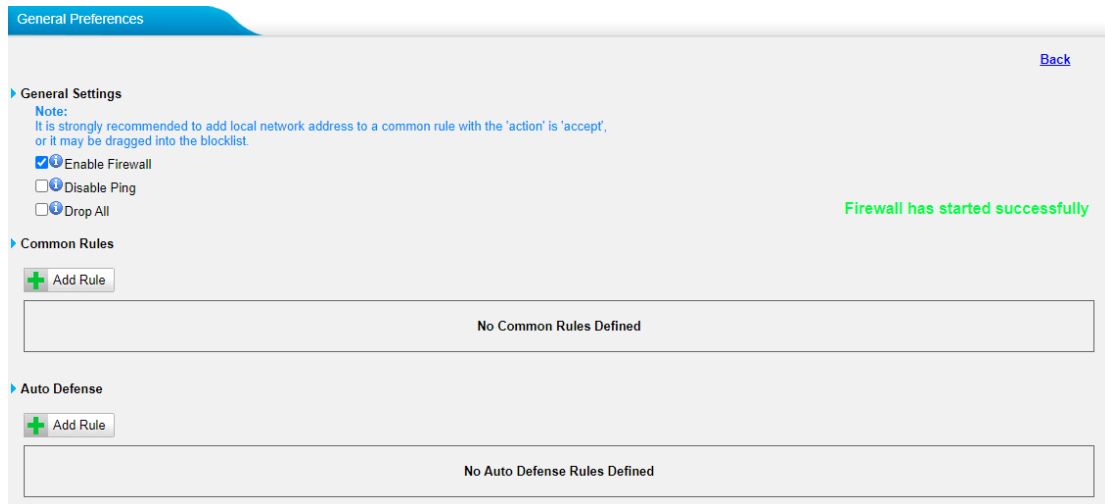 General Preferences
Back
General Settings
Note:
It is strongly recommended to add local network address to a common rule with the 'action' is 'accept',
or it may be dragged into the blocklist.
Enable Firewall
Disable Ping
Drop All
Firewall has started successfully
Common Rules
Add Rule
No Common Rules Defined
Auto Defense
Add Rule
No Auto Defense Rules Defined